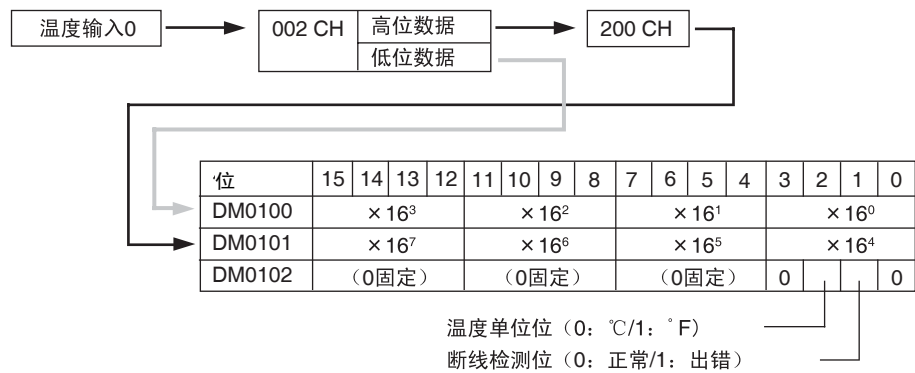 温度输入0 002 CH 高位数据 200 CH
低位数据
位 15 14 13 12 11 10 9 8 7 6 5 4 3 2 1 0
DM0100 ×16³ ×16² ×16¹ ×16⁰
DM0101 ×16⁷ ×16⁶ ×16⁵ ×16⁴
DM0102 （0固定） （0固定） （0固定） 0 0
温度单位位（0：℃/1：°F）
断线检测位（0：正常/1：出错）